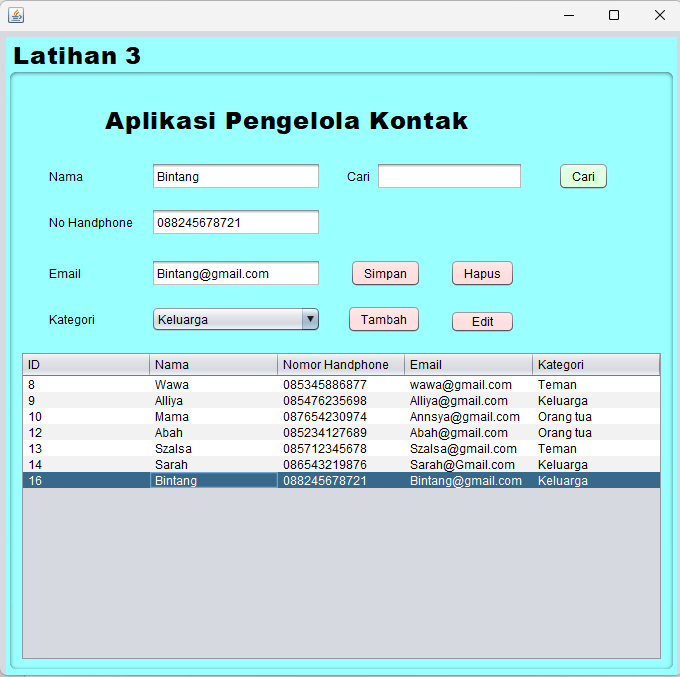 Latihan 3
Aplikasi Pengelola Kontak
Nama Bintang Cari Cari
No Handphone 088245678721
Email Bintang@gmail.com Simpan Hapus
Kategori Keluarga Tambah Edit
ID Nama Nomor Handphone Email Kategori
8 Wawa 085345886877 wawa@gmail.com Teman
9 Alliya 085476235698 Alliya@gmail.com Keluarga
10 Mama 087654230974 Annsya@gmail.com Orang tua
12 Abah 085234127689 Abah@gmail.com Orang tua
13 Szalsa 085712345678 Szalsa@gmail.com Teman
14 Sarah 086543219876 Sarah@Gmail.com Keluarga
16 Bintang 088245678721 Bintang@gmail.com Keluarga